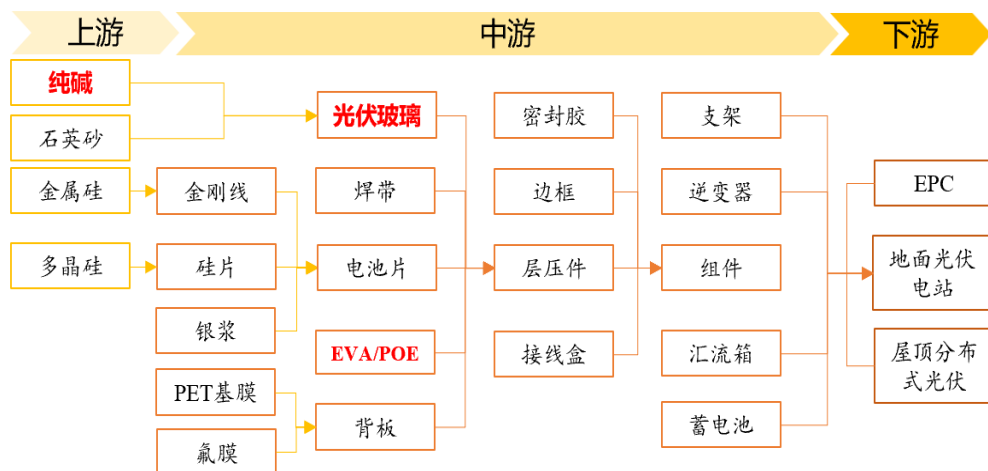 上游
中游
下游
纯碱
石英砂
金属硅
多晶硅
金刚线
硅片
银浆
PET基膜
氟膜
光伏玻璃
焊带
电池片
EVA/POE
背板
密封胶
边框
层压件
接线盒
支架
逆变器
组件
汇流箱
蓄电池
EPC
地面光伏
电站
屋顶分布
式光伏